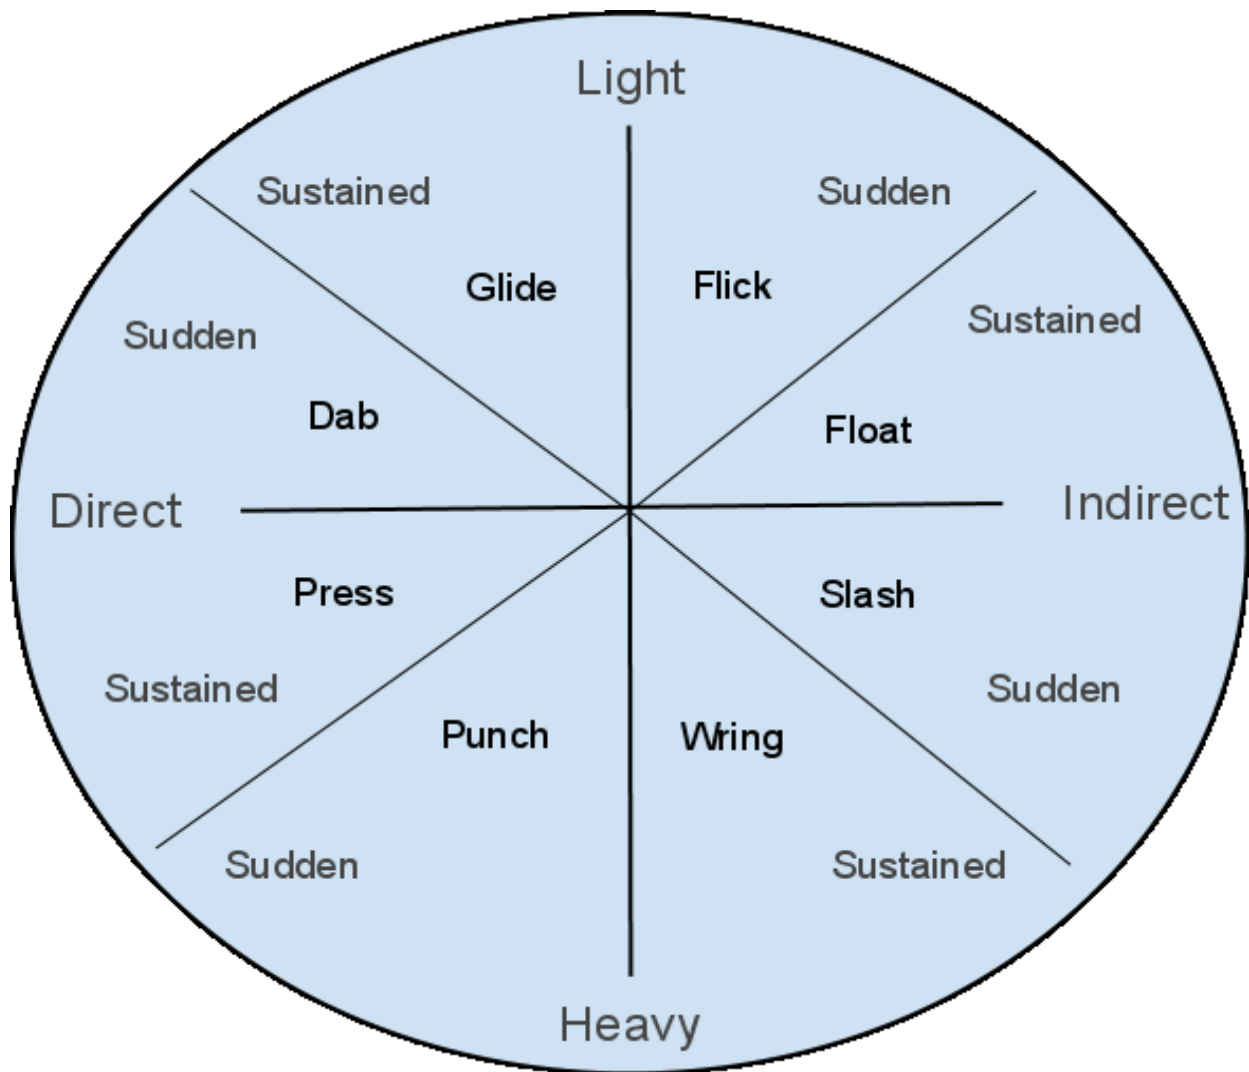 Light
Sustained
Sudden
Glide
Flick
Sudden
Sustained
Dab
Float
Direct
Indirect
Press
Slash
Sustained
Sudden
Punch
Wring
Sudden
Sustained
Heavy